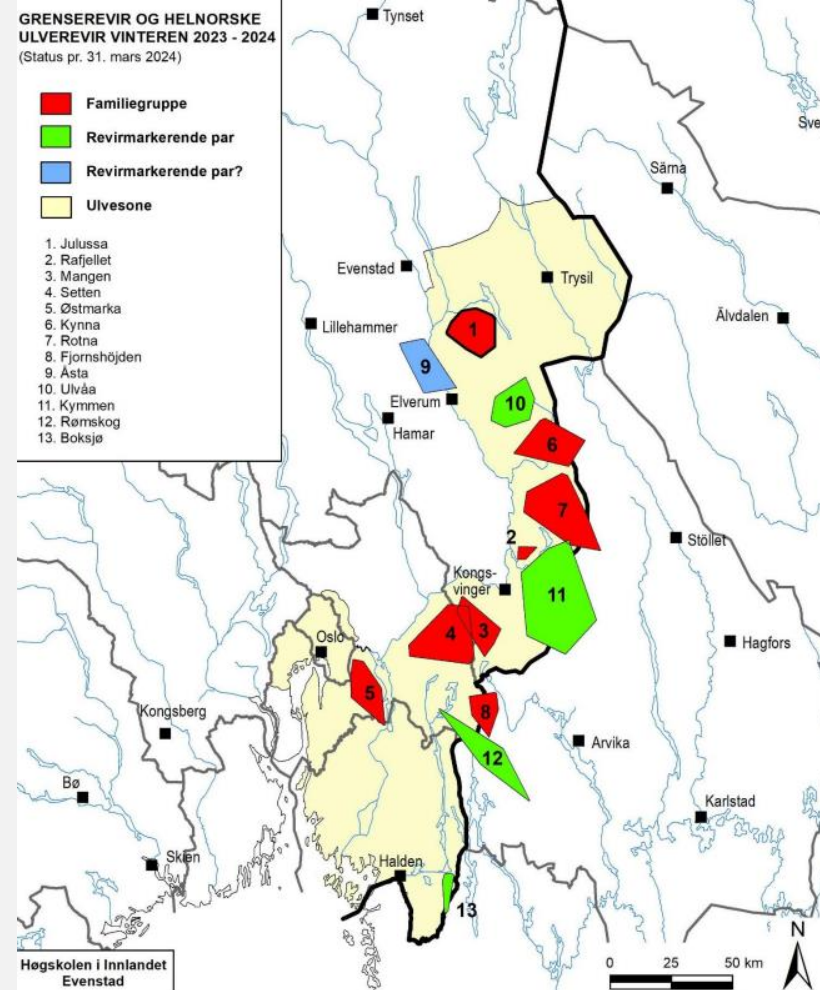 GRENSEREVIR OG HELNORSKE
ULVEREVIR VINTEREN 2023 - 2024
(Status pr. 31. mars 2024)
Familiegruppe
Revirmarkerende par
Revirmarkerende par?
Ulvesone
1. Julussa
2. Rafjellet
3. Mangen
4. Setten
5. Østmarka
6. Kynna
7. Rotna
8. Fjornshöjden
9. Åsta
10. Ulvåa
11. Kymmen
12. Rømskog
13. Boksjø
Tynset
Särna
Evenstad
Trysil
Älvdalen
Lillehammer
1
9
Elverum
10
Hamar
6
7
2
Stöllet
Kongs-
vinger
11
4
3
Hagfors
Oslo
5
8
Kongsberg
Arvika
12
Bø
Karlstad
Skien
Halden
13
N
0 25 50 km
Høgskolen i Innlandet
Evenstad